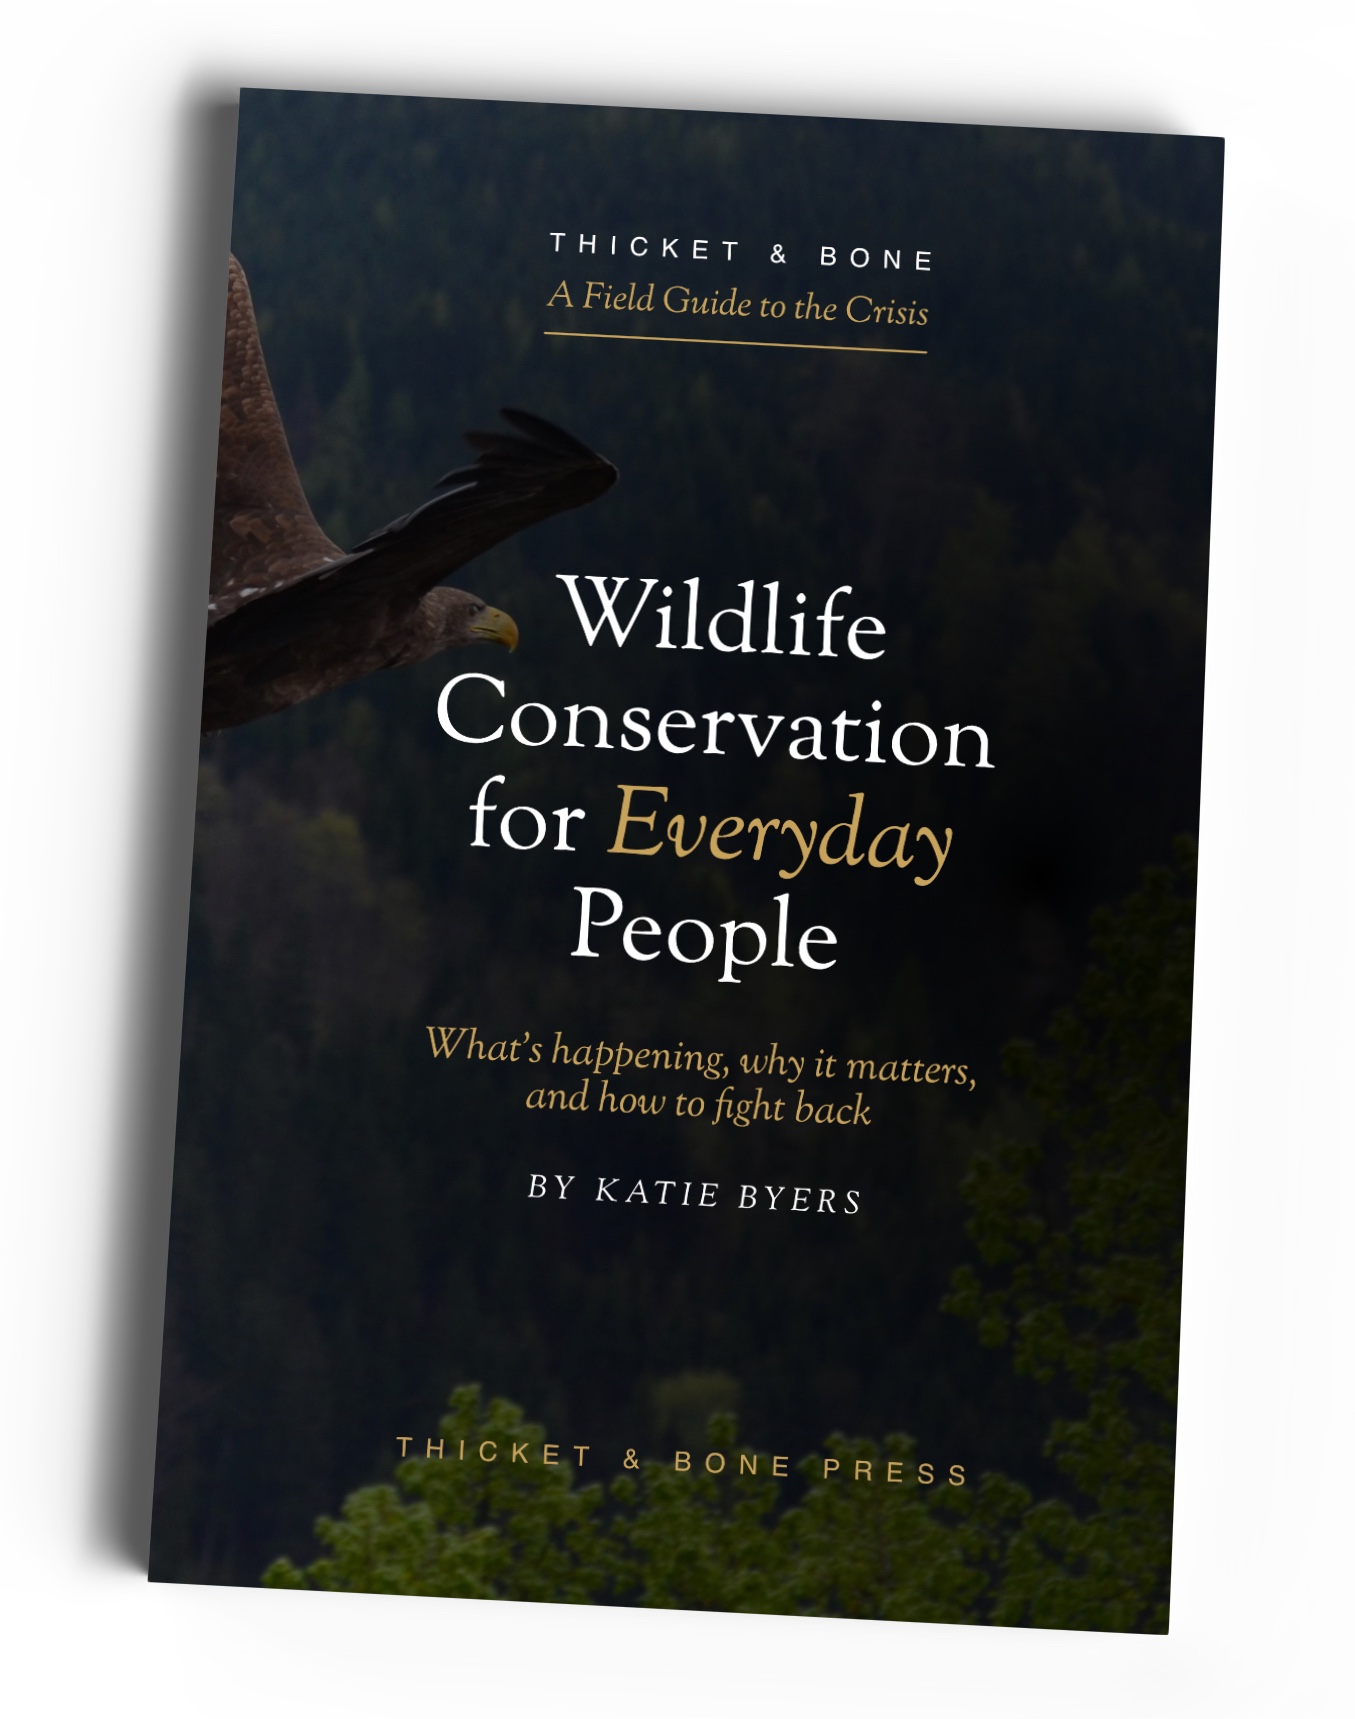 THICKET & BONE
A Field Guide to the Crisis
Wildlife
Conservation
for Everyday
People
What’s happening, why it matters,
and how to fight back
BY KATIE BYERS
THICKET & BONE PRESS